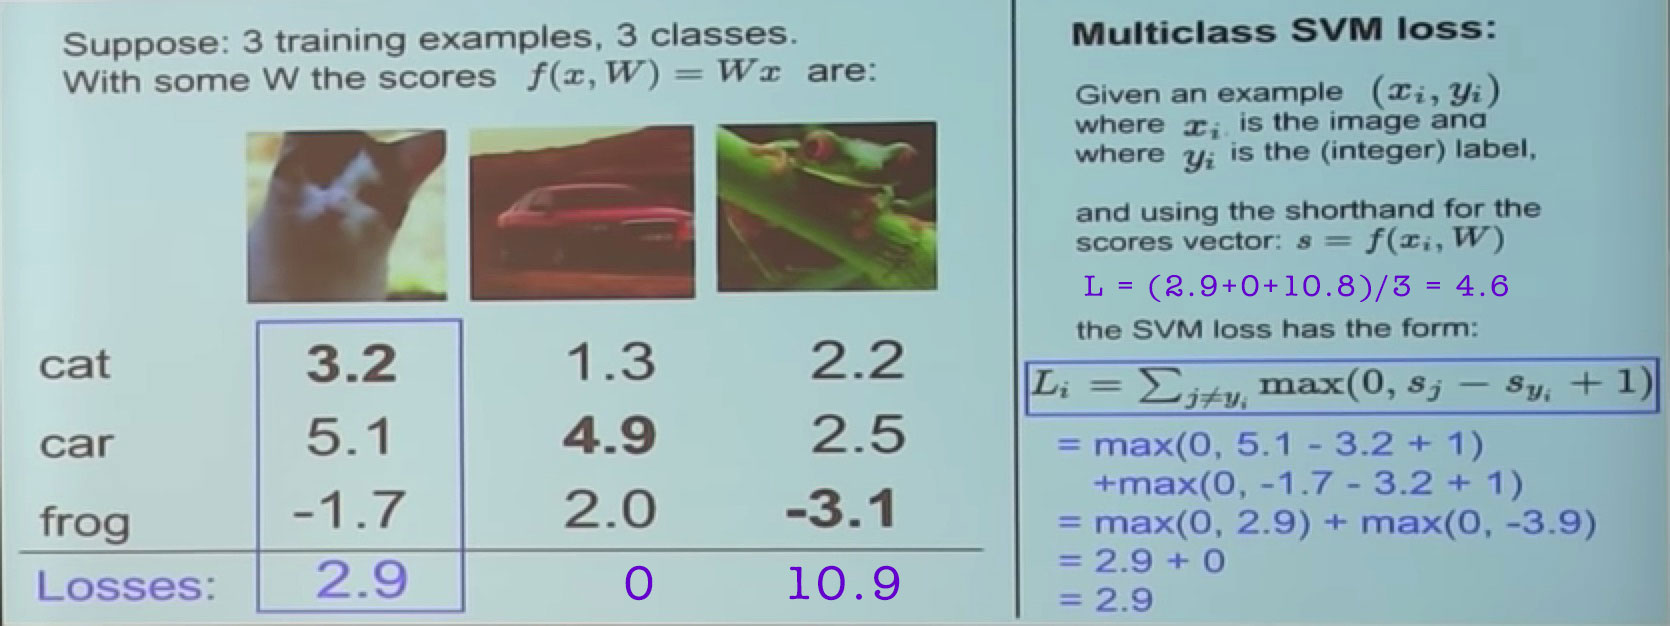 Suppose: 3 training examples, 3 classes.
With some W the scores f(x, W) = Wx are:
cat 3.2 1.3 2.2
car 5.1 4.9 2.5
frog -1.7 2.0 -3.1
Losses: 2.9 0 10.9
Multiclass SVM loss:
Given an example (x_i, y_i)
where x_i is the image and
where y_i is the (integer) label,
and using the shorthand for the
scores vector: s = f(x_i, W)
L = (2.9+0+10.8)/3 = 4.6
the SVM loss has the form:
L_i = ∑_{j≠y_i} max(0, s_j − s_{y_i} + 1)
= max(0, 5.1 - 3.2 + 1)
+max(0, -1.7 - 3.2 + 1)
= max(0, 2.9) + max(0, -3.9)
= 2.9 + 0
= 2.9